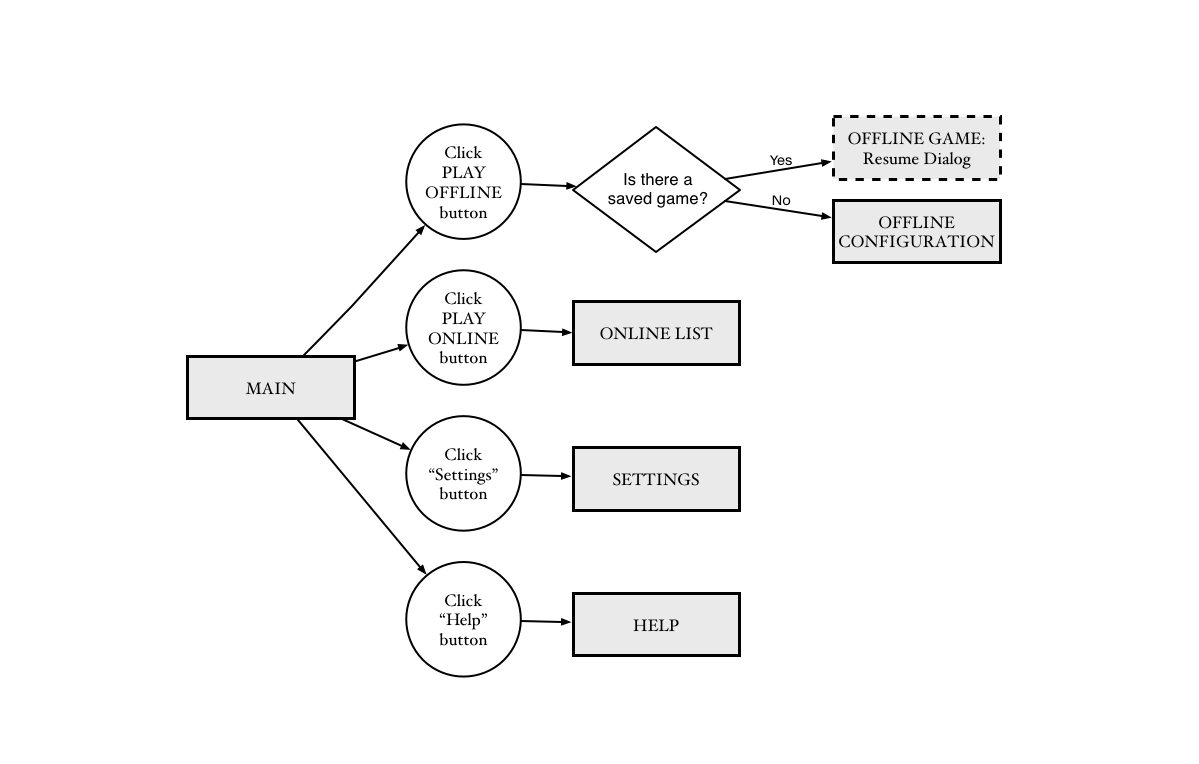 Click
PLAY
OFFLINE
button
Is there a
saved game?
Yes
No
OFFLINE GAME:
Resume Dialog
OFFLINE
CONFIGURATION
Click
PLAY
ONLINE
button
ONLINE LIST
MAIN
Click
“Settings”
button
SETTINGS
Click
“Help”
button
HELP